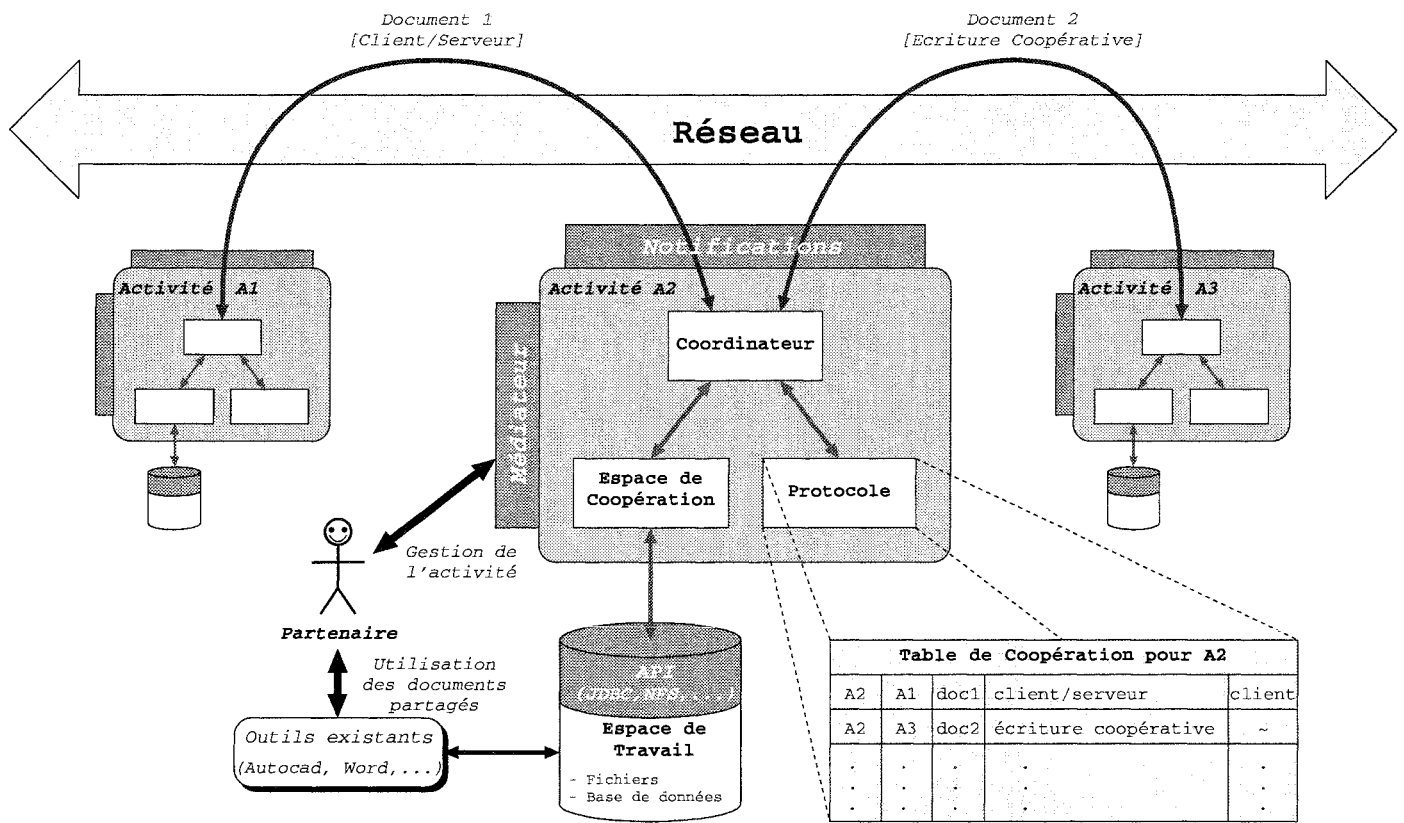 Document 1
[Client/Serveur]
Document 2
[Ecriture Coopérative]
Réseau
Notifications
Activité A1
Activité A2
Activité A3
Médiateur
Coordinateur
Espace de
Coopération
Protocole
Gestion de
l'activité
Partenaire
Utilisation
des documents
partagés
Outils existants
(Autocad, Word,...)
API
(JDBC,NFS,...)
Espace de
Travail
- Fichiers
- Base de données
Table de Coopération pour A2
A2 A1 doc1 client/serveur client
A2 A3 doc2 écriture coopérative ~
. . . . .
. . . . .
. . . . .